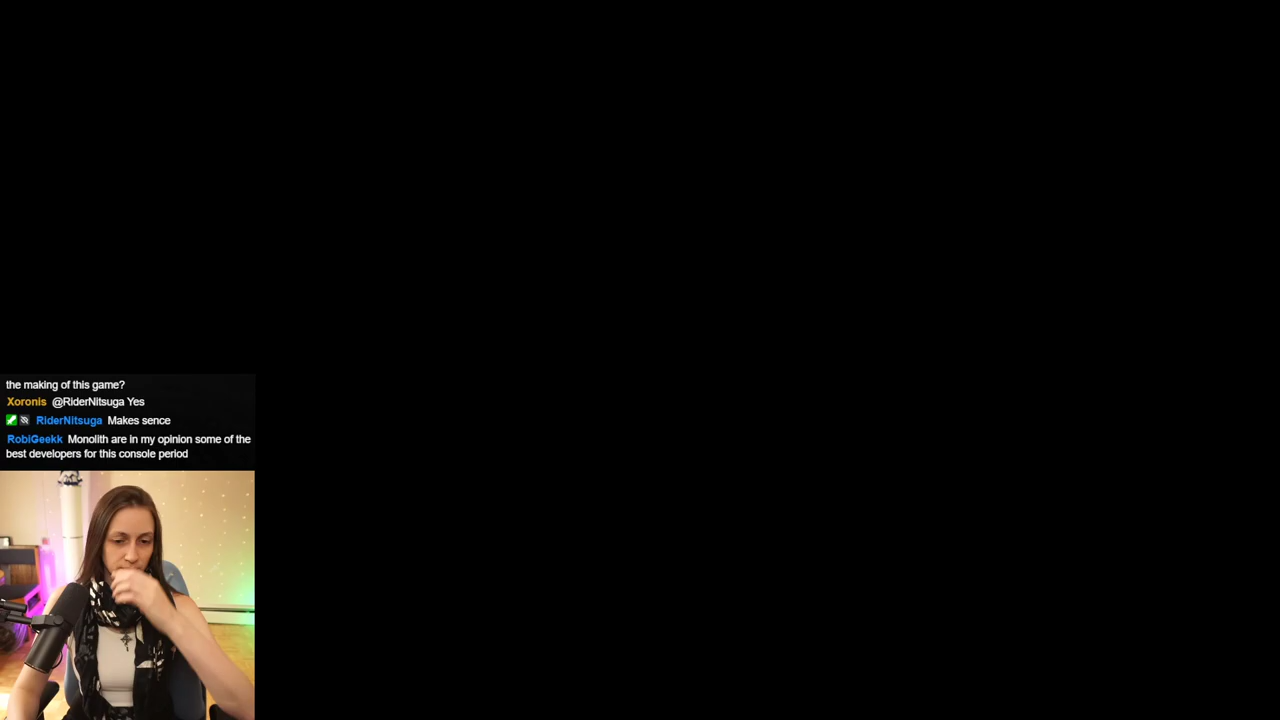 the making of this game?
Xoronis @RiderNitsuga Yes
RiderNitsuga Makes sence
RobiGeekk Monolith are in my opinion some of the
best developers for this console period